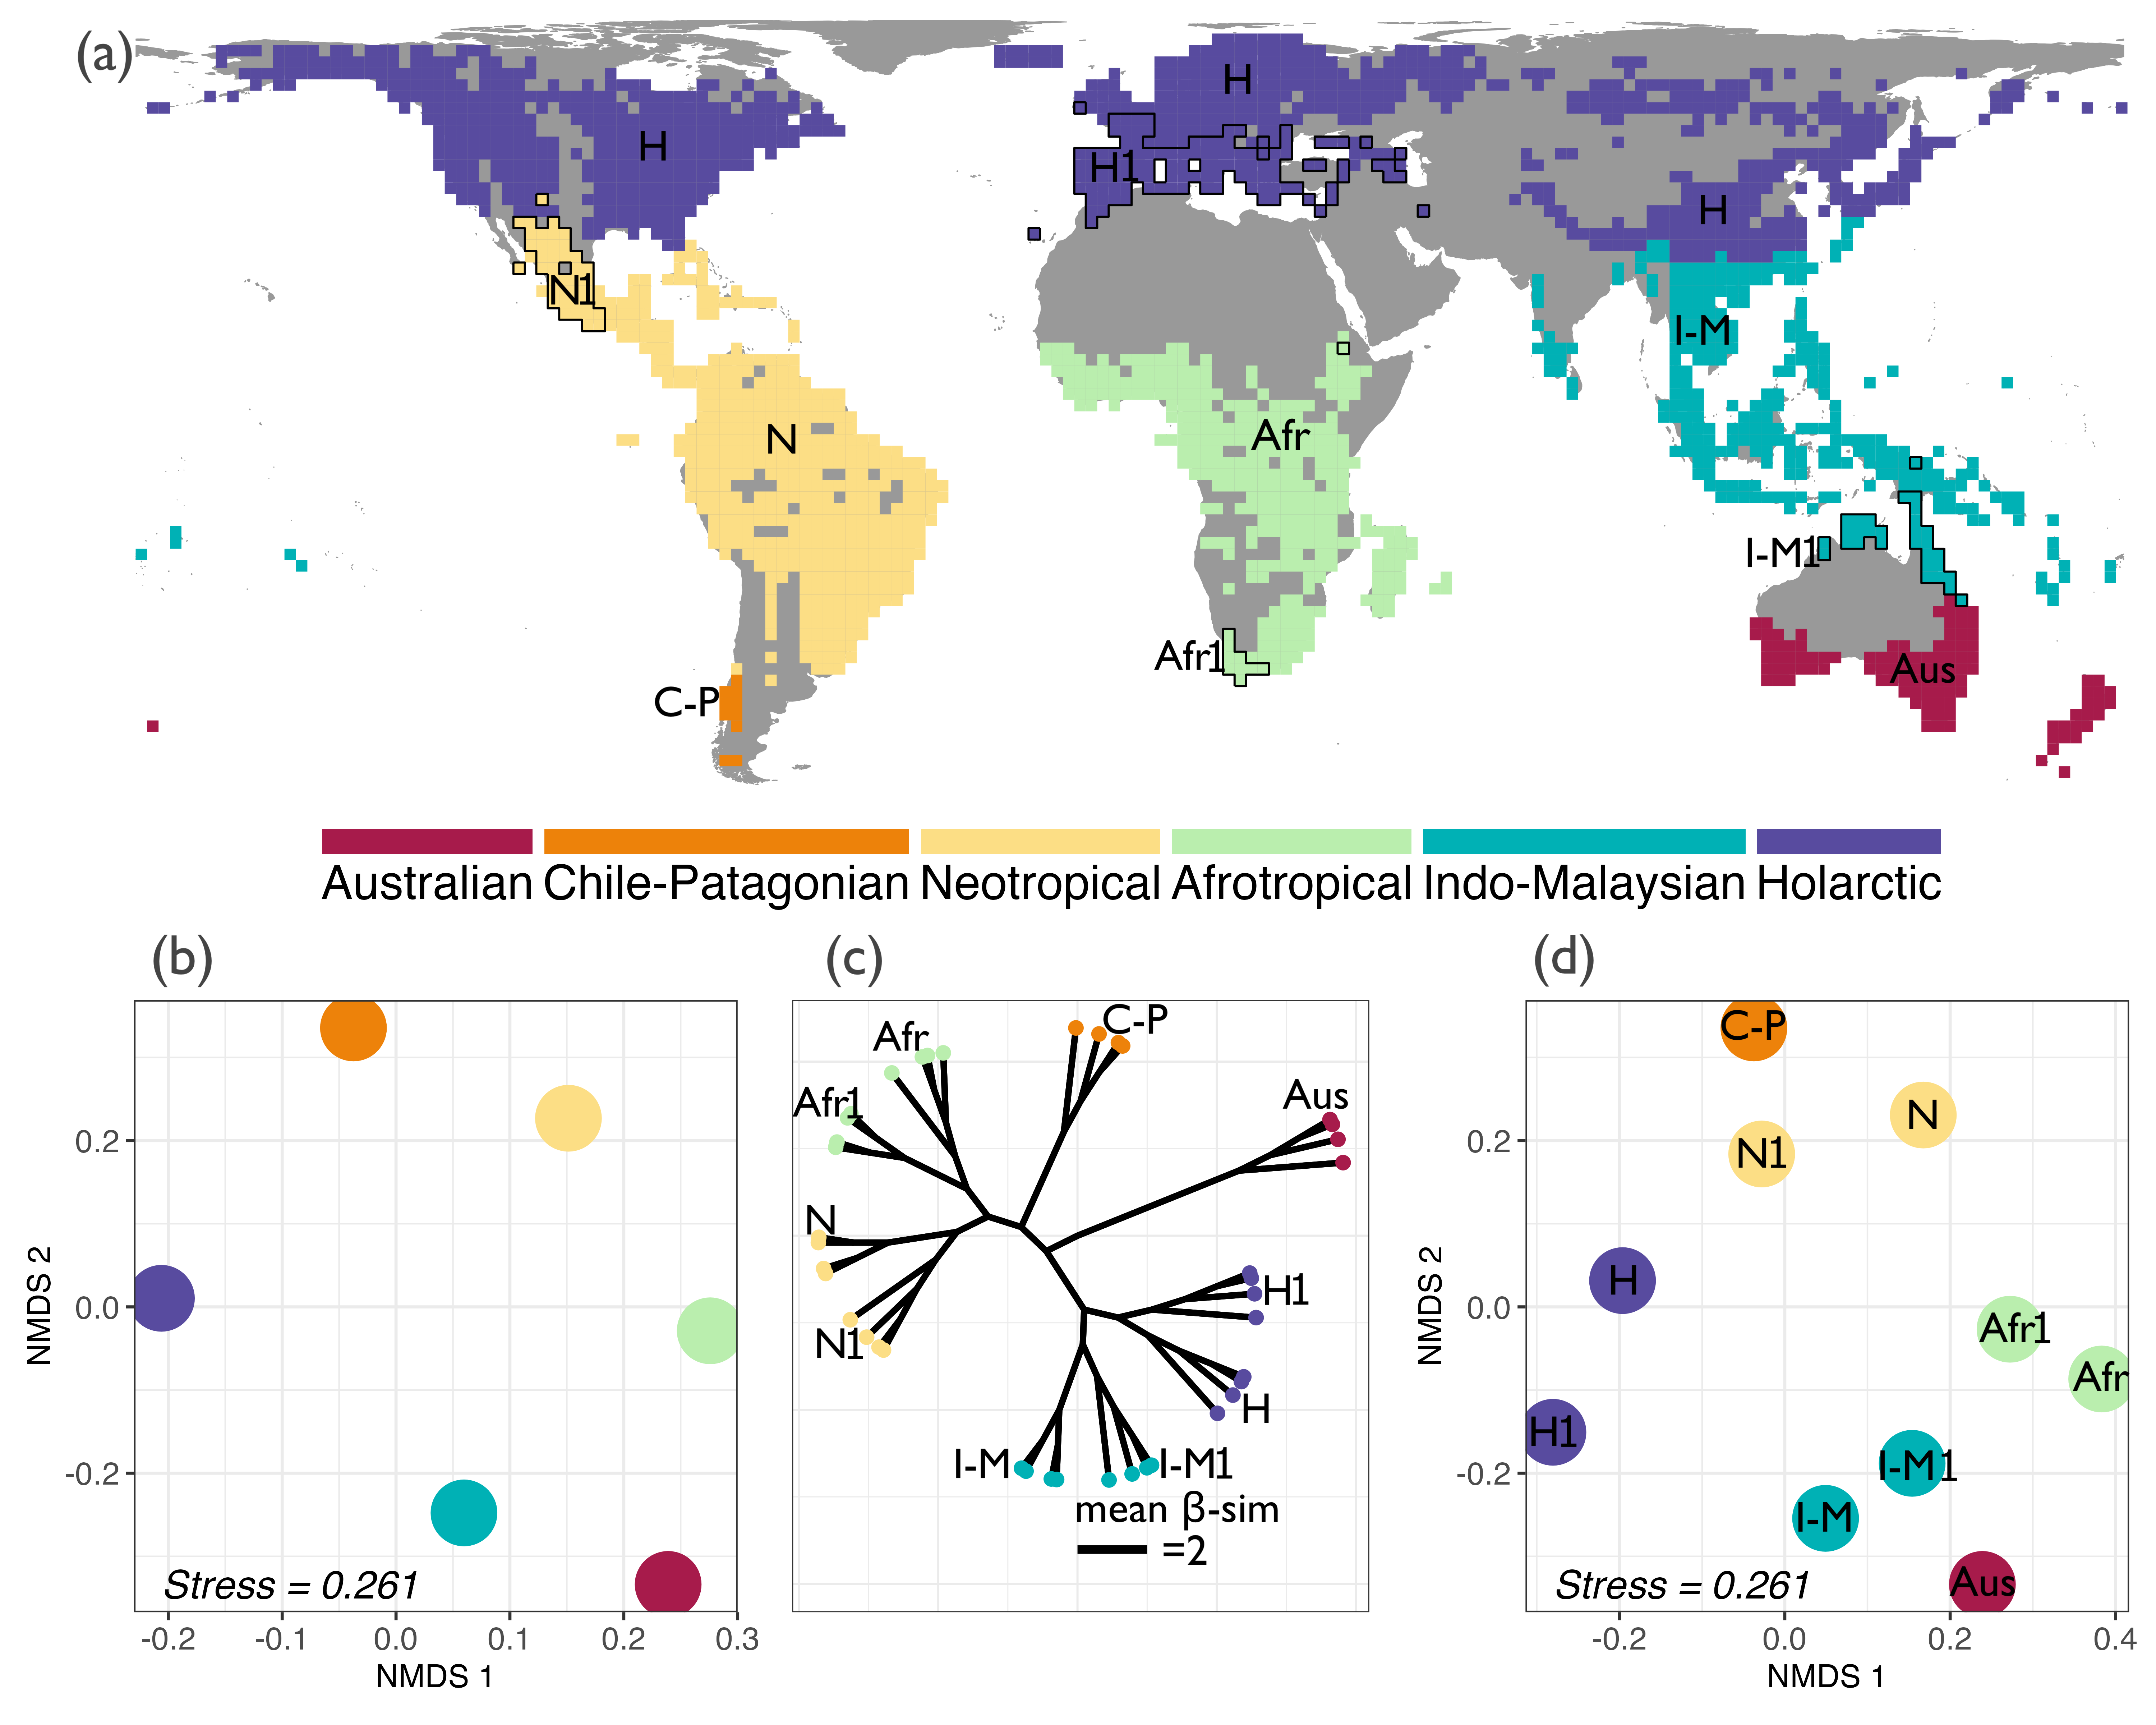 (a)
H
H
H1
H
N1
I-M
N
Afr
I-M1
Afr1
Aus
C-P
Australian Chile-Patagonian Neotropical Afrotropical Indo-Malaysian Holarctic
(b)
(c)
(d)
NMDS 2
0.2
0.0
-0.2
Stress = 0.261
-0.2 -0.1 0.0 0.1 0.2 0.3
NMDS 1
C-P
Afr
Afr1
Aus
N
H1
N1
H
I-M
I-M1
mean β-sim
=2
NMDS 2
0.2
0.0
-0.2
C-P
N
N1
H
Afr1
Afr
H1
I-M1
I-M
Aus
Stress = 0.261
-0.2 0.0 0.2 0.4
NMDS 1